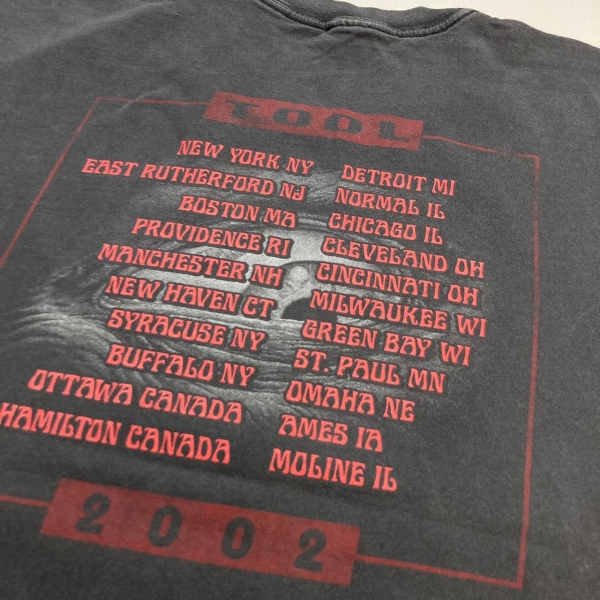 TOOL
NEW YORK NY
EAST RUTHERFORD NJ
BOSTON MA
PROVIDENCE RI
MANCHESTER NH
NEW HAVEN CT
SYRACUSE NY
BUFFALO NY
OTTAWA CANADA
HAMILTON CANADA
DETROIT MI
NORMAL IL
CHICAGO IL
CLEVELAND OH
CINCINNATI OH
MILWAUKEE WI
GREEN BAY WI
ST. PAUL MN
OMAHA NE
AMES IA
MOLINE IL
2002